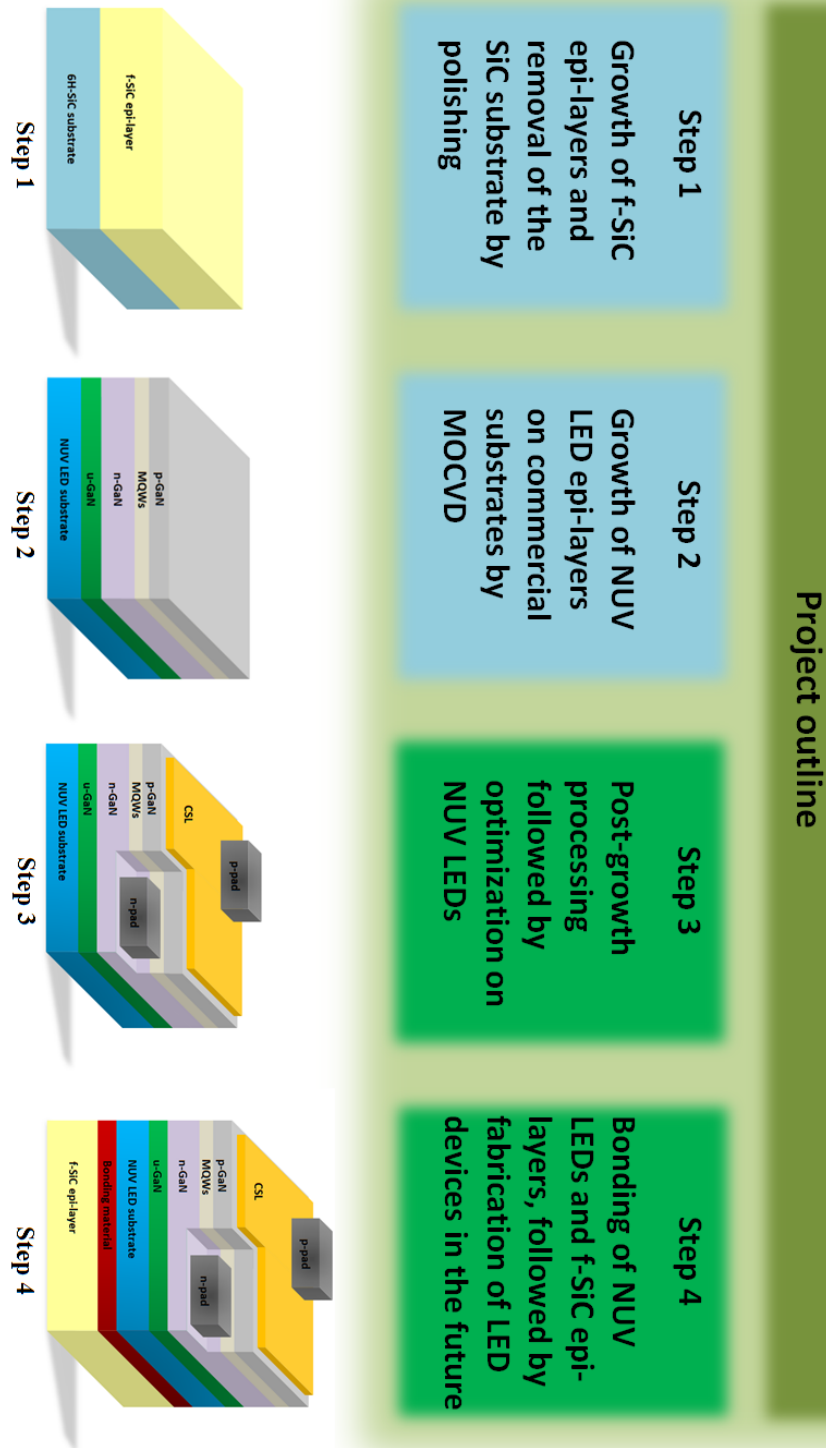 Project outline
Step 1
Growth of f-SiC
epi-layers and
removal of the
SiC substrate by
polishing
Step 2
Growth of NUV
LED epi-layers
on commercial
substrates by
MOCVD
Step 3
Post-growth
processing
followed by
optimization on
NUV LEDs
Step 4
Bonding of NUV
LEDs and f-SiC epi-
layers, followed by
fabrication of LED
devices in the future
f-SiC epi-layer
6H-SiC substrate
Step 1
p-GaN
MQWs
n-GaN
u-GaN
NUV LED substrate
Step 2
p-pad
CSL
n-pad
p-GaN
MQWs
n-GaN
u-GaN
NUV LED substrate
Step 3
p-pad
CSL
n-pad
p-GaN
MQWs
n-GaN
u-GaN
NUV LED substrate
Bonding material
f-SiC epi-layer
Step 4